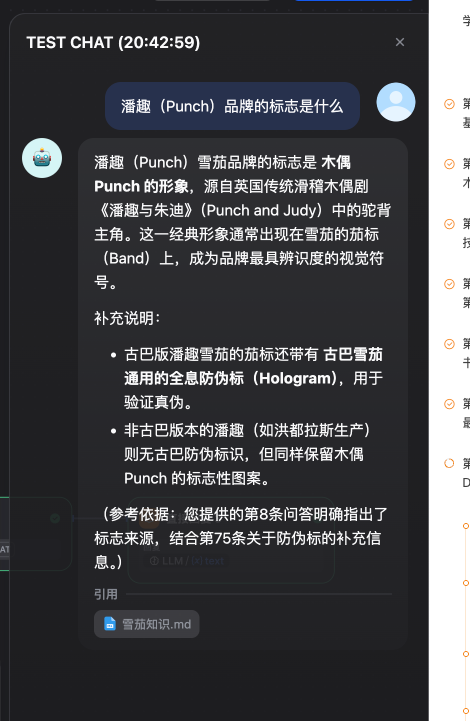 TEST CHAT (20:42:59)
潘趣（Punch）品牌的标志是什么
潘趣（Punch）雪茄品牌的标志是 木偶
Punch 的形象，源自英国传统滑稽木偶剧
《潘趣与朱迪》（Punch and Judy）中的驼背
主角。这一经典形象通常出现在雪茄的茄标
（Band）上，成为品牌最具辨识度的视觉符
号。
补充说明：
• 古巴版潘趣雪茄的茄标还带有 古巴雪茄
通用的全息防伪标（Hologram），用于
验证真伪。
• 非古巴版本的潘趣（如洪都拉斯生产）
则无古巴防伪标识，但同样保留木偶
Punch 的标志性图案。
（参考依据：您提供的第8条问答明确指出了
标志来源，结合第75条关于防伪标的补充信
息。）
LLM / {x} text
引用
雪茄知识.md
学
第
基
第
木
第
技
第
第
第
书
第
最
第
D